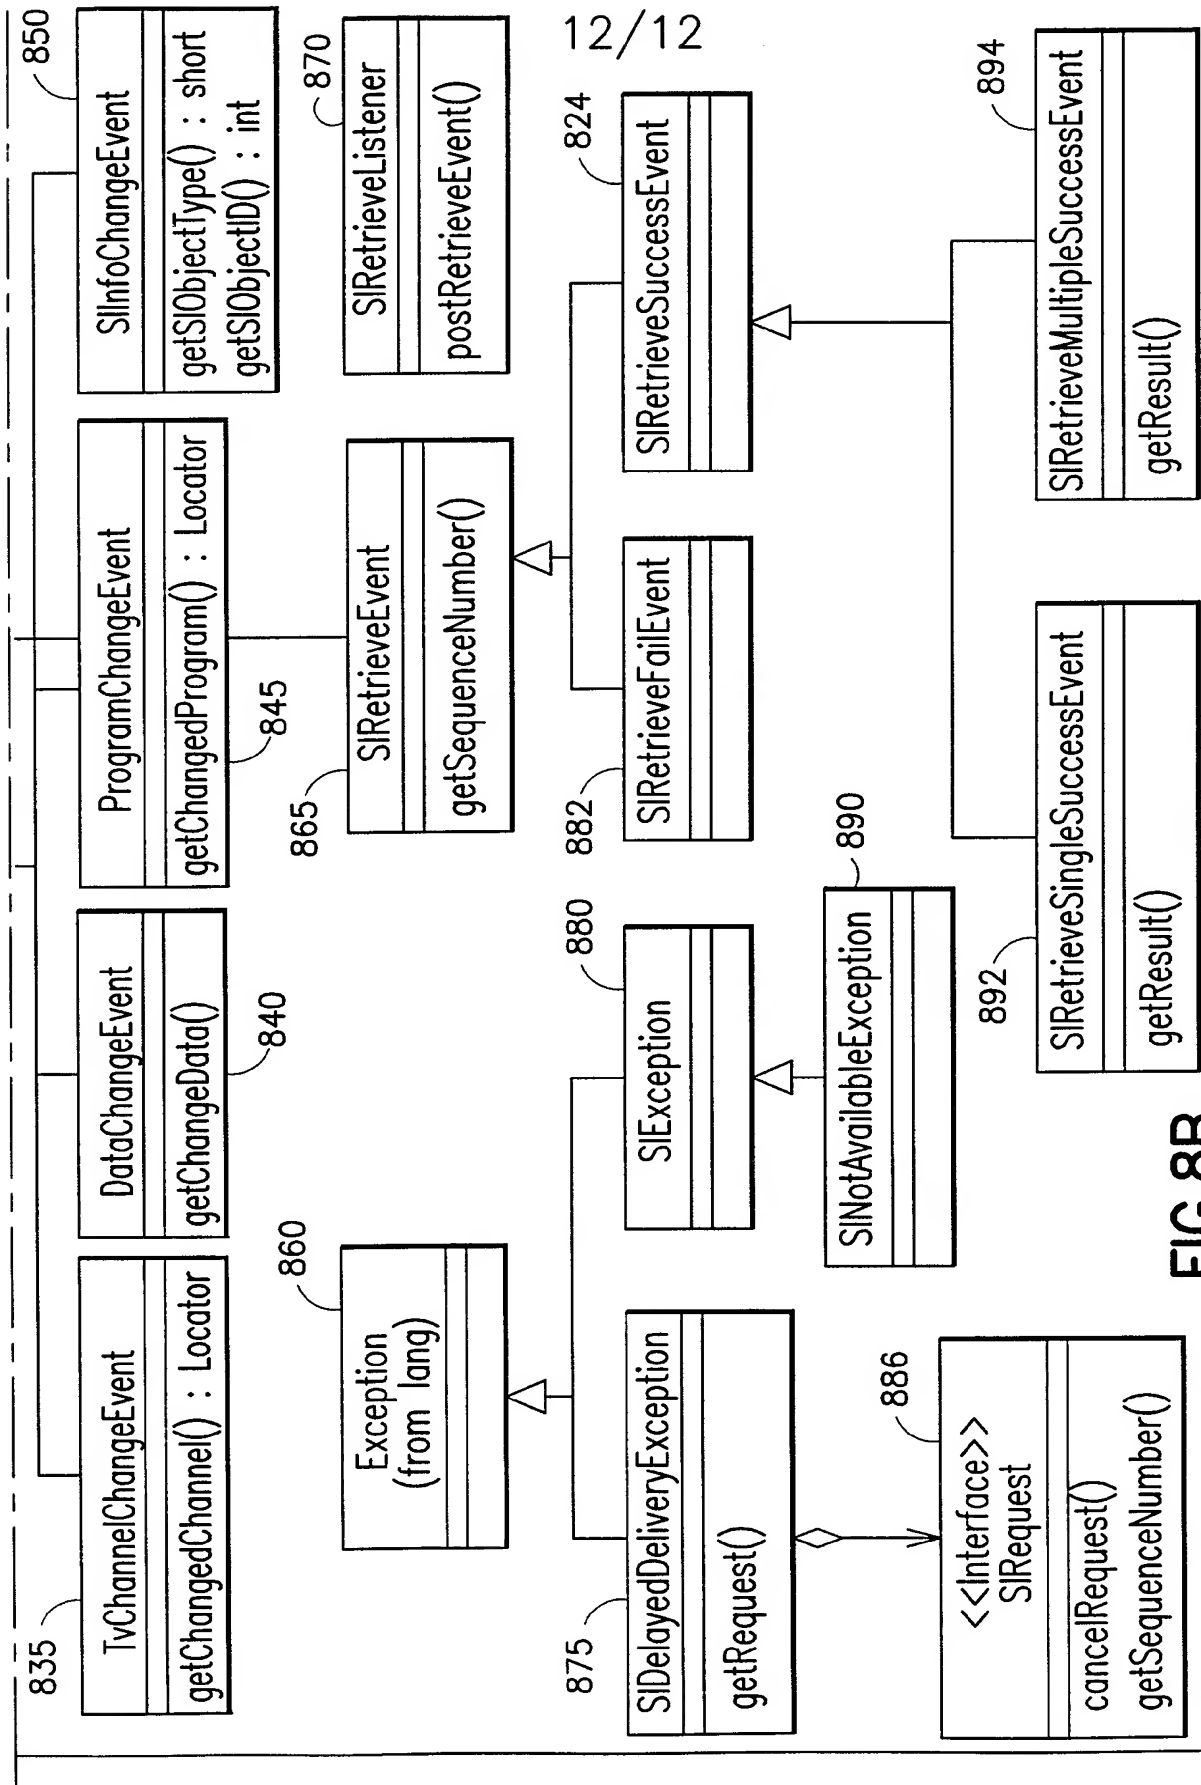 12/12
835
TvChannelChangeEvent
getChangedChannel() : Locator
DataChangeEvent
getChangeData()
840
ProgramChangeEvent
getChangedProgram() : Locator
845
850
SIInfoChangeEvent
getSIObjectType() : short
getSIObjectID() : int
860
Exception
(from lang)
865
SIRetrieveEvent
getSequenceNumber()
870
SIRetrieveListener
postRetrieveEvent()
875
SIDelayedDeliveryException
getRequest()
880
SIException
882
SIRetrieveFailEvent
824
SIRetrieveSuccessEvent
886
<<Interface>>
SIRequest
cancelRequest()
getSequenceNumber()
890
SINotAvailableException
892
SIRetrieveSingleSuccessEvent
getResult()
894
SIRetrieveMultipleSuccessEvent
getResult()
FIG.8B